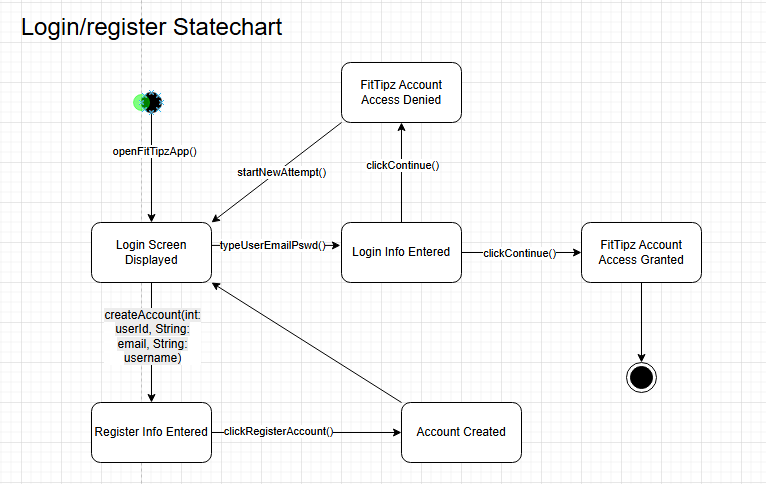 Login/register Statechart
FitTipz Account
Access Denied
openFitTipzApp()
startNewAttempt()
clickContinue()
Login Screen
Displayed
typeUserEmailPswd()
Login Info Entered
clickContinue()
FitTipz Account
Access Granted
createAccount(int:
userId, String:
email, String:
username)
Register Info Entered
clickRegisterAccount()
Account Created